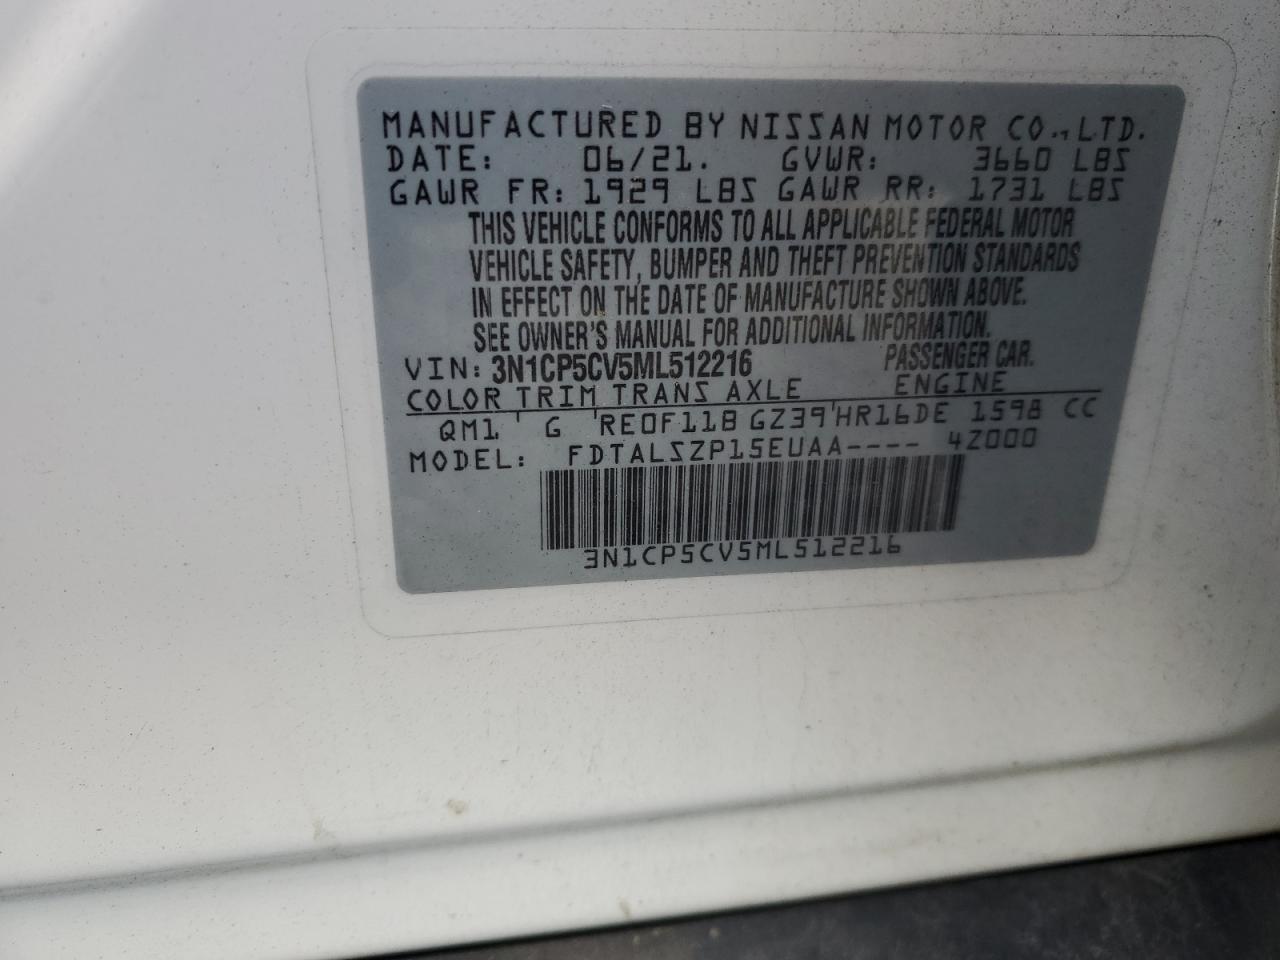 MANUFACTURED BY NISSAN MOTOR CO., LTD.
DATE: 06/21. GVWR: 3660 LBS
GAWR FR: 1929 LBS GAWR RR: 1731 LBS
THIS VEHICLE CONFORMS TO ALL APPLICABLE FEDERAL MOTOR
VEHICLE SAFETY, BUMPER AND THEFT PREVENTION STANDARDS
IN EFFECT ON THE DATE OF MANUFACTURE SHOWN ABOVE.
SEE OWNER'S MANUAL FOR ADDITIONAL INFORMATION.
VIN: 3N1CP5CV5ML512216 PASSENGER CAR.
COLOR TRIM TRANS AXLE ENGINE
QM1 G RE0F11B GZ39 HR16DE 1598 CC
MODEL: FDTALSZP15EUAA---- 4Z000
3N1CP5CV5ML512216